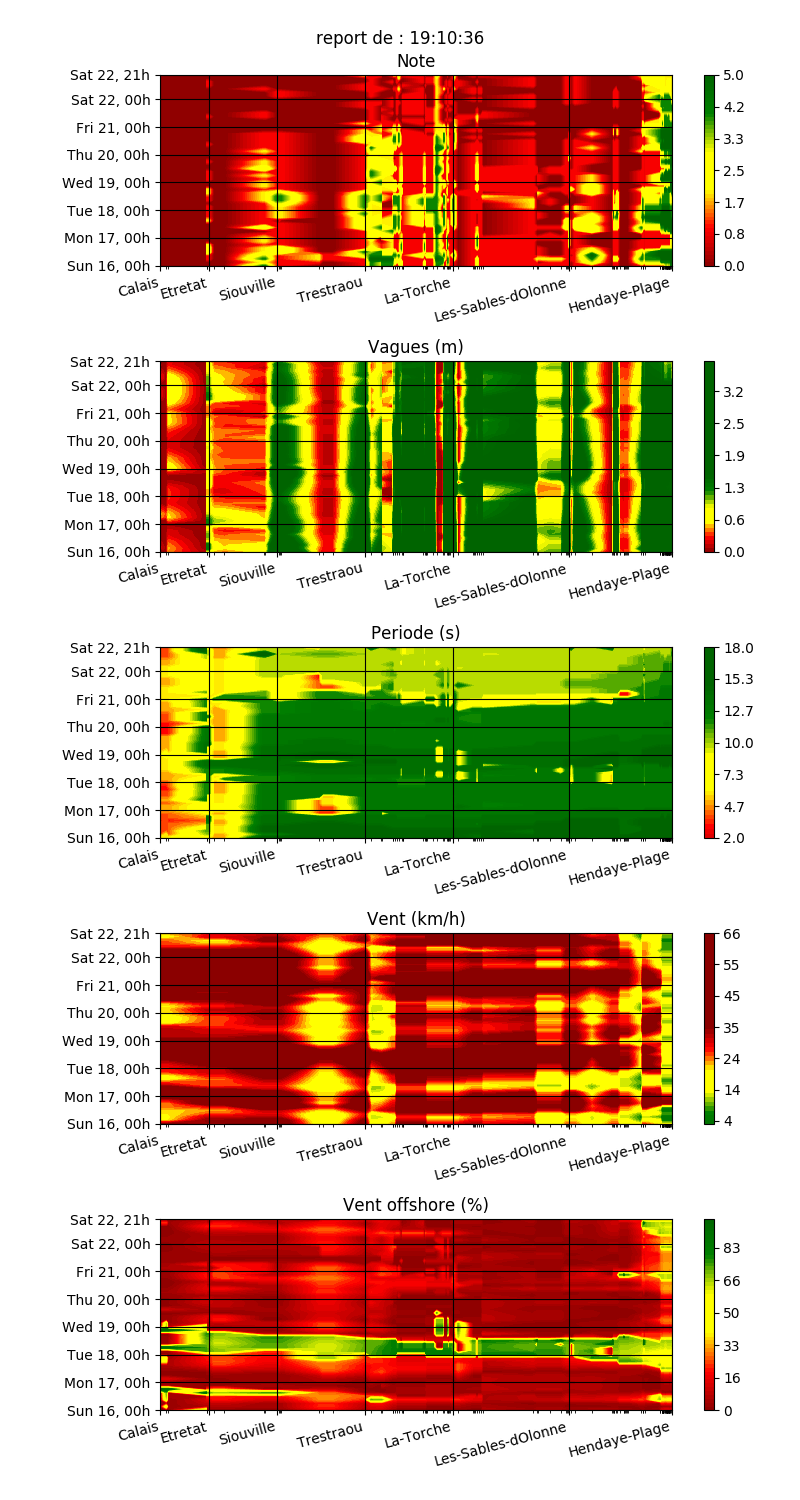 report de : 19:10:36
Note
Sat 22, 21h
Sat 22, 00h
Fri 21, 00h
Thu 20, 00h
Wed 19, 00h
Tue 18, 00h
Mon 17, 00h
Sun 16, 00h
Calais
Etretat
Siouville
Trestraou
La-Torche
Les-Sables-dOlonne
Hendaye-Plage
5.0
4.2
3.3
2.5
1.7
0.8
0.0
Vagues (m)
Sat 22, 21h
Sat 22, 00h
Fri 21, 00h
Thu 20, 00h
Wed 19, 00h
Tue 18, 00h
Mon 17, 00h
Sun 16, 00h
Calais
Etretat
Siouville
Trestraou
La-Torche
Les-Sables-dOlonne
Hendaye-Plage
3.2
2.5
1.9
1.3
0.6
0.0
Periode (s)
Sat 22, 21h
Sat 22, 00h
Fri 21, 00h
Thu 20, 00h
Wed 19, 00h
Tue 18, 00h
Mon 17, 00h
Sun 16, 00h
Calais
Etretat
Siouville
Trestraou
La-Torche
Les-Sables-dOlonne
Hendaye-Plage
18.0
15.3
12.7
10.0
7.3
4.7
2.0
Vent (km/h)
Sat 22, 21h
Sat 22, 00h
Fri 21, 00h
Thu 20, 00h
Wed 19, 00h
Tue 18, 00h
Mon 17, 00h
Sun 16, 00h
Calais
Etretat
Siouville
Trestraou
La-Torche
Les-Sables-dOlonne
Hendaye-Plage
66
55
45
35
24
14
4
Vent offshore (%)
Sat 22, 21h
Sat 22, 00h
Fri 21, 00h
Thu 20, 00h
Wed 19, 00h
Tue 18, 00h
Mon 17, 00h
Sun 16, 00h
Calais
Etretat
Siouville
Trestraou
La-Torche
Les-Sables-dOlonne
Hendaye-Plage
83
66
50
33
16
0